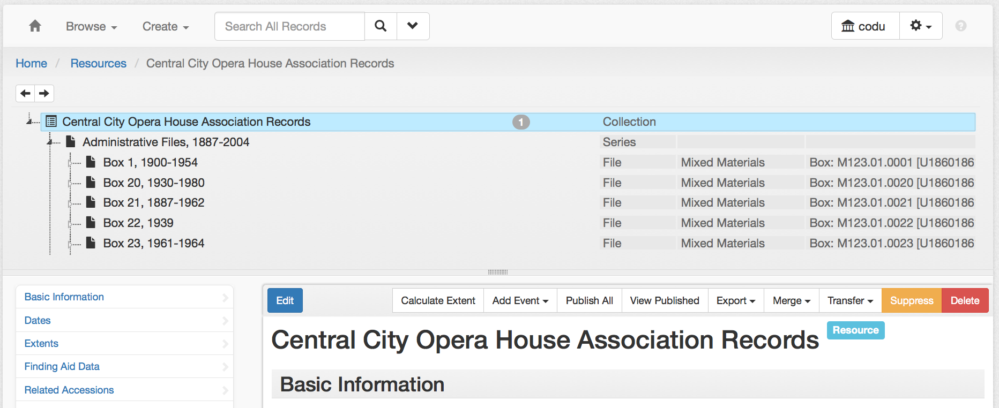 Browse Create Search All Records codu
Home / Resources / Central City Opera House Association Records
Central City Opera House Association Records 1 Collection
Administrative Files, 1887-2004 Series
Box 1, 1900-1954 File Mixed Materials Box: M123.01.0001 [U1860186
Box 20, 1930-1980 File Mixed Materials Box: M123.01.0020 [U1860186
Box 21, 1887-1962 File Mixed Materials Box: M123.01.0021 [U1860186
Box 22, 1939 File Mixed Materials Box: M123.01.0022 [U1860186
Box 23, 1961-1964 File Mixed Materials Box: M123.01.0023 [U1860186
Basic Information
Dates
Extents
Finding Aid Data
Related Accessions
Edit Calculate Extent Add Event Publish All View Published Export Merge Transfer Suppress Delete
Central City Opera House Association Records Resource
Basic Information